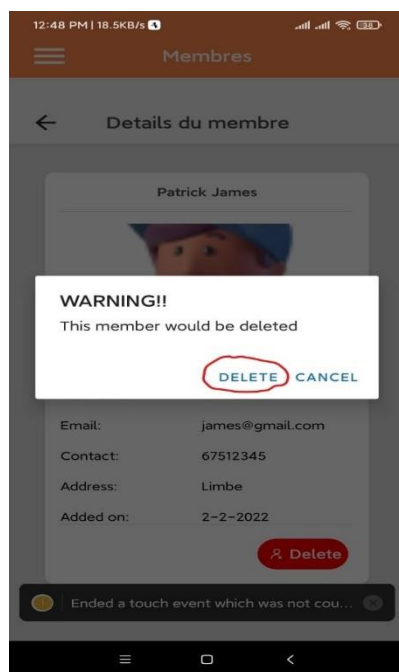 12:48 PM | 18.5KB/s
Membres
Details du membre
Patrick James
WARNING!!
This member would be deleted
DELETE CANCEL
Email: james@gmail.com
Contact: 67512345
Address: Limbe
Added on: 2-2-2022
Delete
Ended a touch event which was not cou...